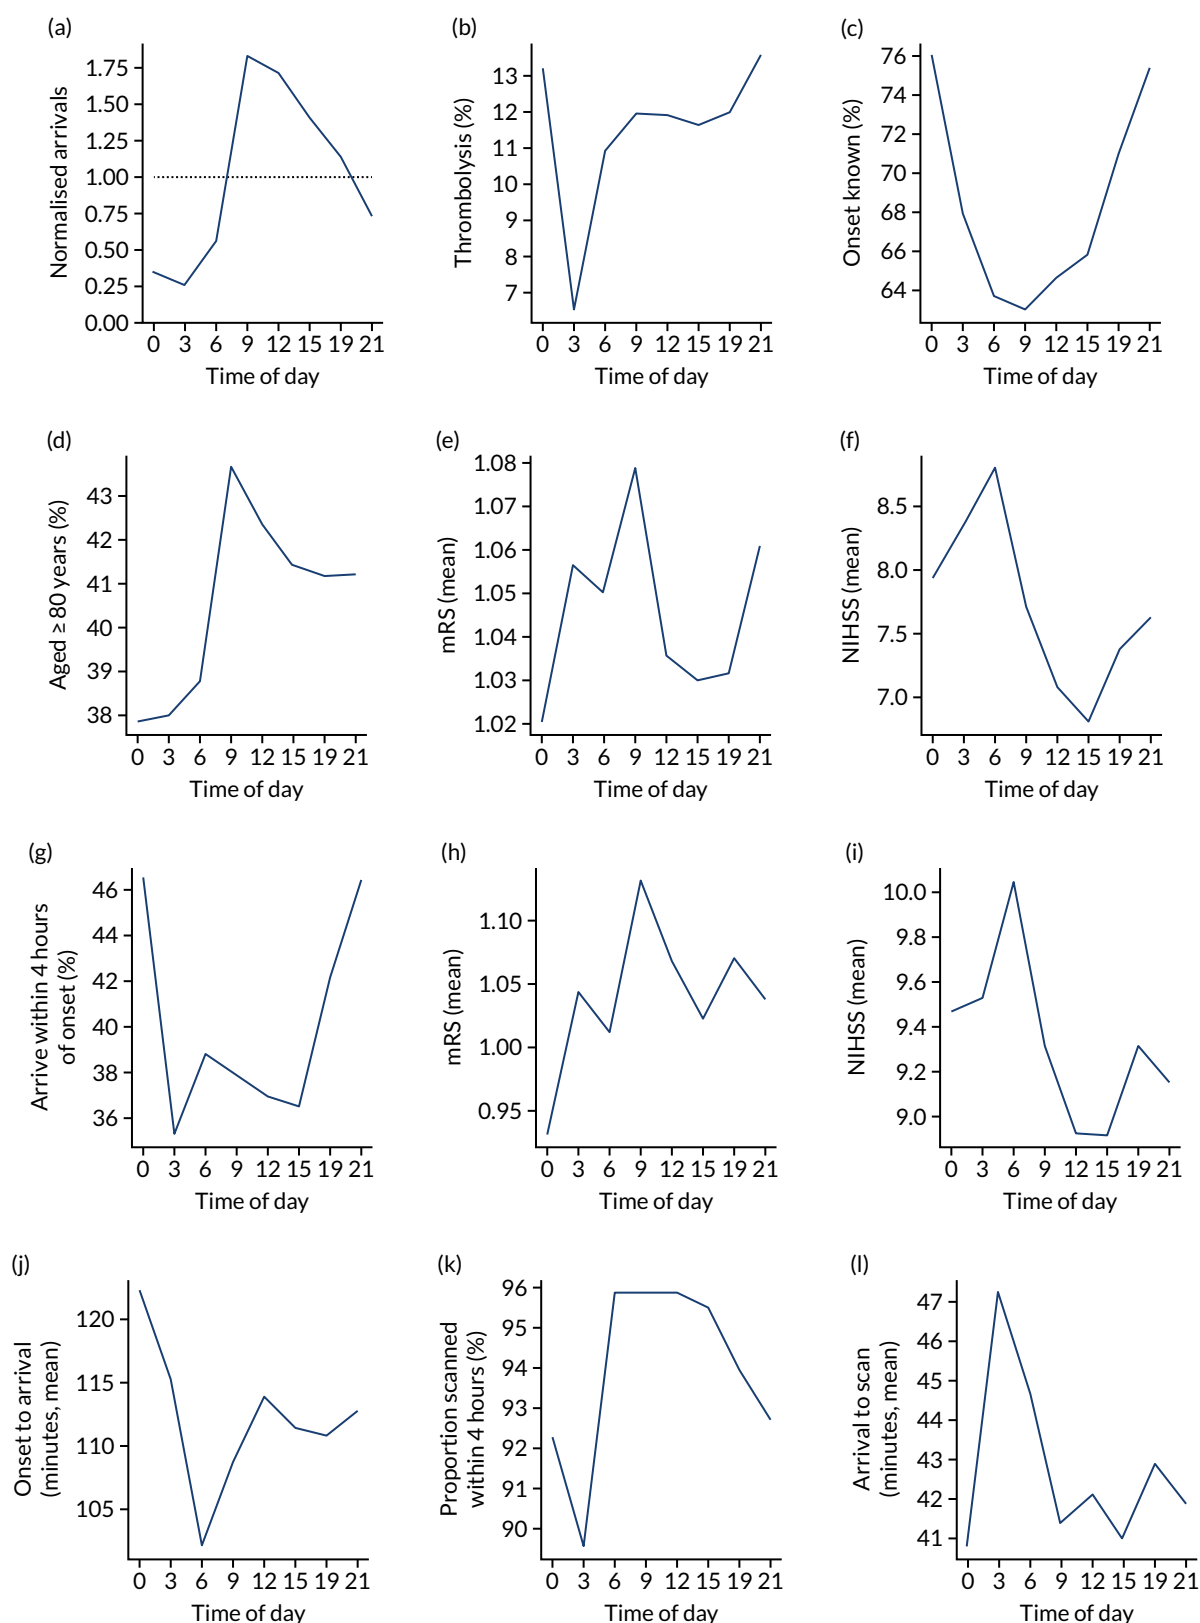 (a)
Normalised arrivals
1.75
1.50
1.25
1.00
0.75
0.50
0.25
0.00
0 3 6 9 12 15 19 21
Time of day
(b)
Thrombolysis (%)
13
12
11
10
9
8
7
0 3 6 9 12 15 19 21
Time of day
(c)
Onset known (%)
76
74
72
70
68
66
64
0 3 6 9 12 15 19 21
Time of day
(d)
Aged ≥ 80 years (%)
43
42
41
40
39
38
0 3 6 9 12 15 19 21
Time of day
(e)
mRS (mean)
1.08
1.07
1.06
1.05
1.04
1.03
1.02
0 3 6 9 12 15 19 21
Time of day
(f)
NIHSS (mean)
8.5
8.0
7.5
7.0
0 3 6 9 12 15 19 21
Time of day
(g)
Arrive within 4 hours
of onset (%)
46
44
42
40
38
36
0 3 6 9 12 15 19 21
Time of day
(h)
mRS (mean)
1.10
1.05
1.00
0.95
0 3 6 9 12 15 19 21
Time of day
(i)
NIHSS (mean)
10.0
9.8
9.6
9.4
9.2
9.0
0 3 6 9 12 15 19 21
Time of day
(j)
Onset to arrival
(minutes, mean)
120
115
110
105
0 3 6 9 12 15 19 21
Time of day
(k)
Proportion scanned
within 4 hours (%)
96
95
94
93
92
91
90
0 3 6 9 12 15 19 21
Time of day
(l)
Arrival to scan
(minutes, mean)
47
46
45
44
43
42
41
0 3 6 9 12 15 19 21
Time of day